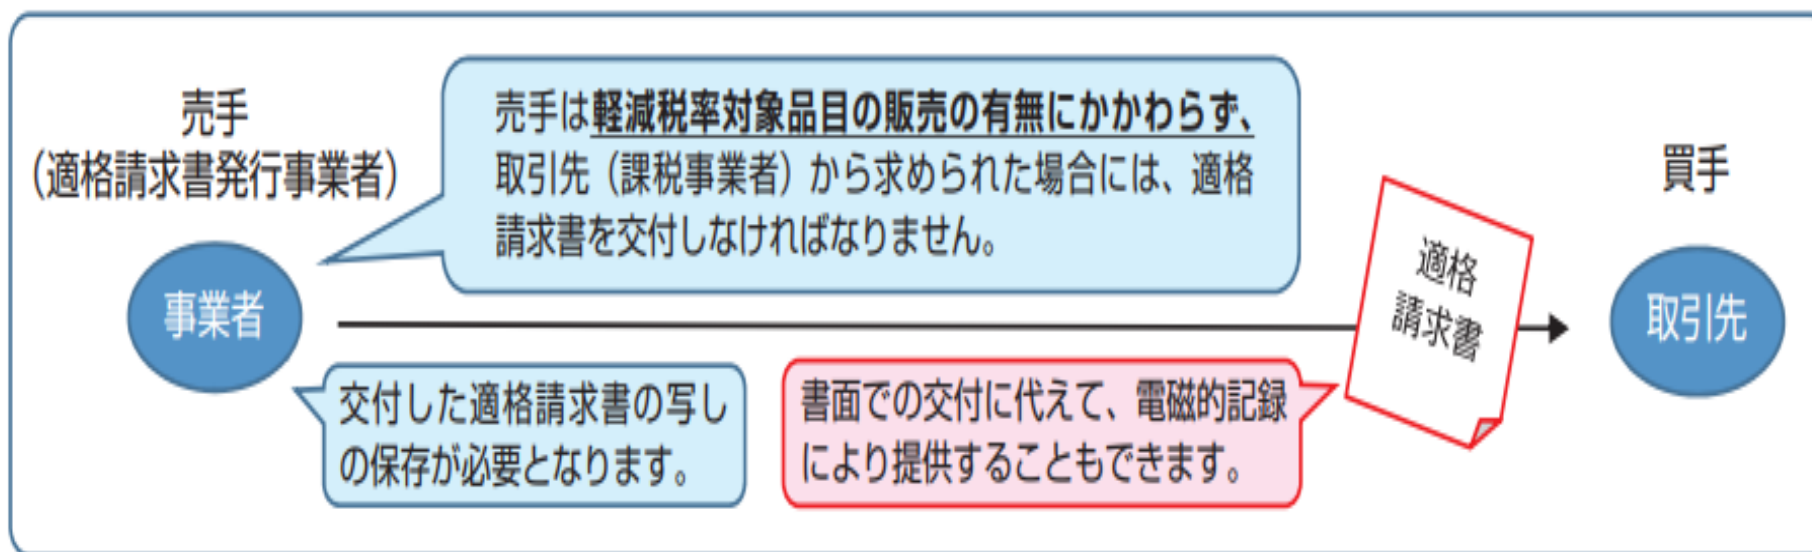 売手
（適格請求書発行事業者）
売手は軽減税率対象品目の販売の有無にかかわらず、
取引先（課税事業者）から求められた場合には、適格
請求書を交付しなければなりません。
買手
事業者
適格
請求書
取引先
交付した適格請求書の写し
の保存が必要となります。
書面での交付に代えて、電磁的記録
により提供することもできます。